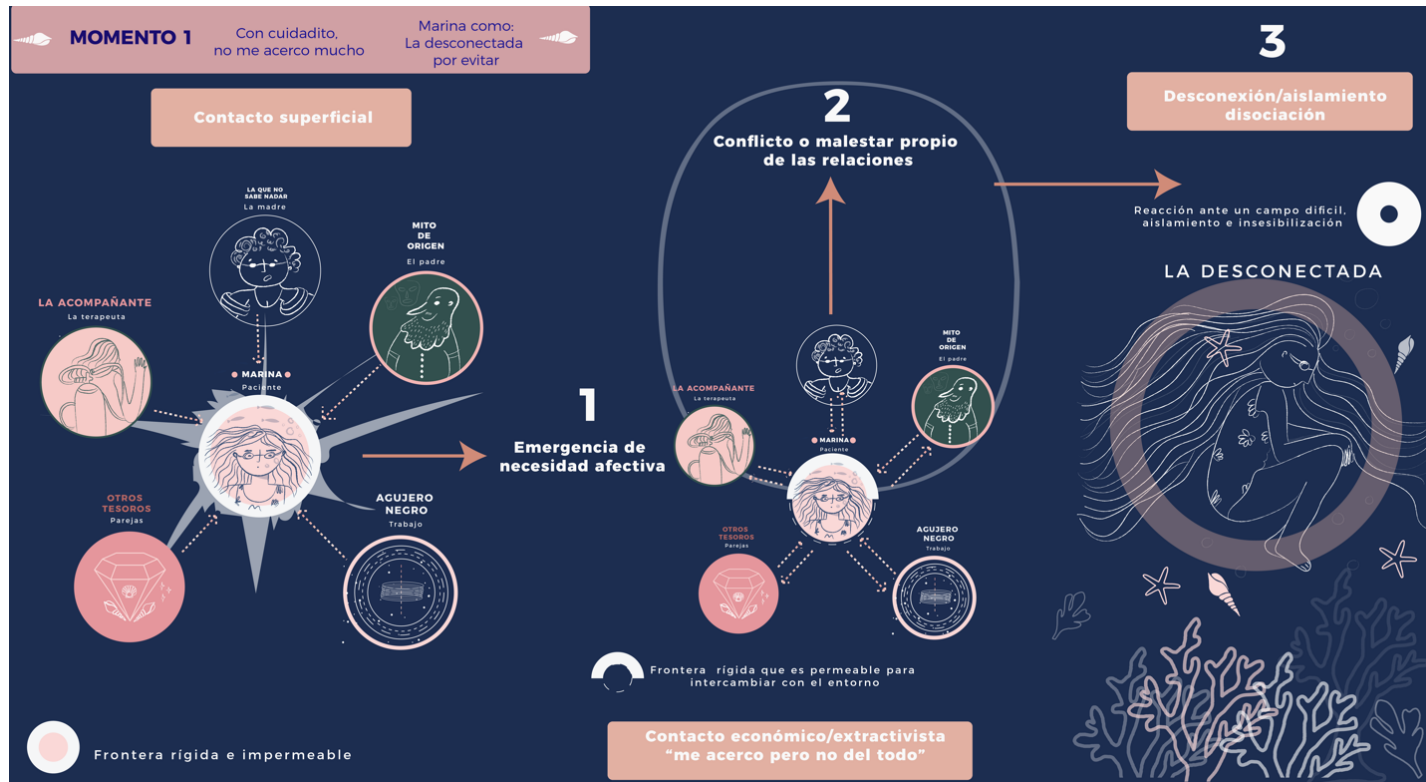 MOMENTO 1
Con cuidadito,
no me acerco mucho
Marina como:
La desconectada
por evitar
Contacto superficial
LA QUE NO
SABE NADAR
La madre
MITO
DE
ORIGEN
El padre
LA ACOMPAÑANTE
La terapeuta
MARINA
Paciente
OTROS
TESOROS
Parejas
AGUJERO
NEGRO
Trabajo
Frontera rígida e impermeable
1
Emergencia de
necesidad afectiva
2
Conflicto o malestar propio
de las relaciones
MITO
DE
ORIGEN
El padre
LA ACOMPAÑANTE
La terapeuta
MARINA
Paciente
OTROS
TESOROS
Parejas
AGUJERO
NEGRO
Trabajo
Frontera rígida que es permeable para
intercambiar con el entorno
Contacto económico/extractivista
“me acerco pero no del todo”
3
Desconexión/aislamiento
disociación
Reacción ante un campo dificil,
aislamiento e insesibilización
LA DESCONECTADA